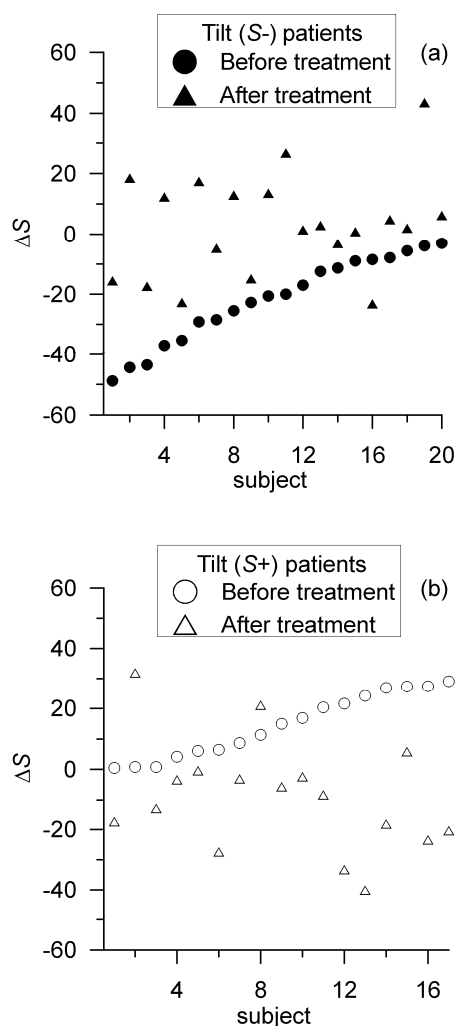 Tilt (S-) patients
Before treatment
After treatment
(a)
60
40
20
0
-20
-40
-60
ΔS
4 8 12 16 20
subject
Tilt (S+) patients
Before treatment
After treatment
(b)
60
40
20
0
-20
-40
-60
ΔS
4 8 12 16
subject